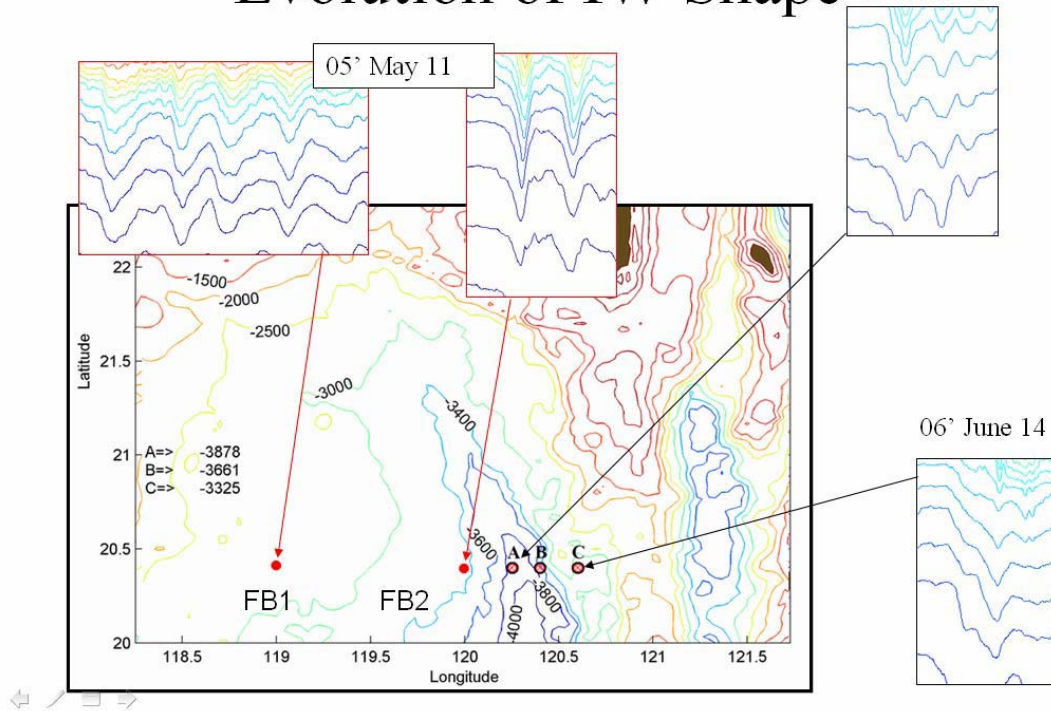 Evolution of IW Shape
05' May 11
22
21.5
21
20.5
20
Latitude
-1500
-2000
-2500
-3000
-3400
A=> -3878
B=> -3661
C=> -3325
06' June 14
-3600
A B C
-3800
-4000
FB1 FB2
118.5 119 119.5 120 120.5 121 121.5
Longitude